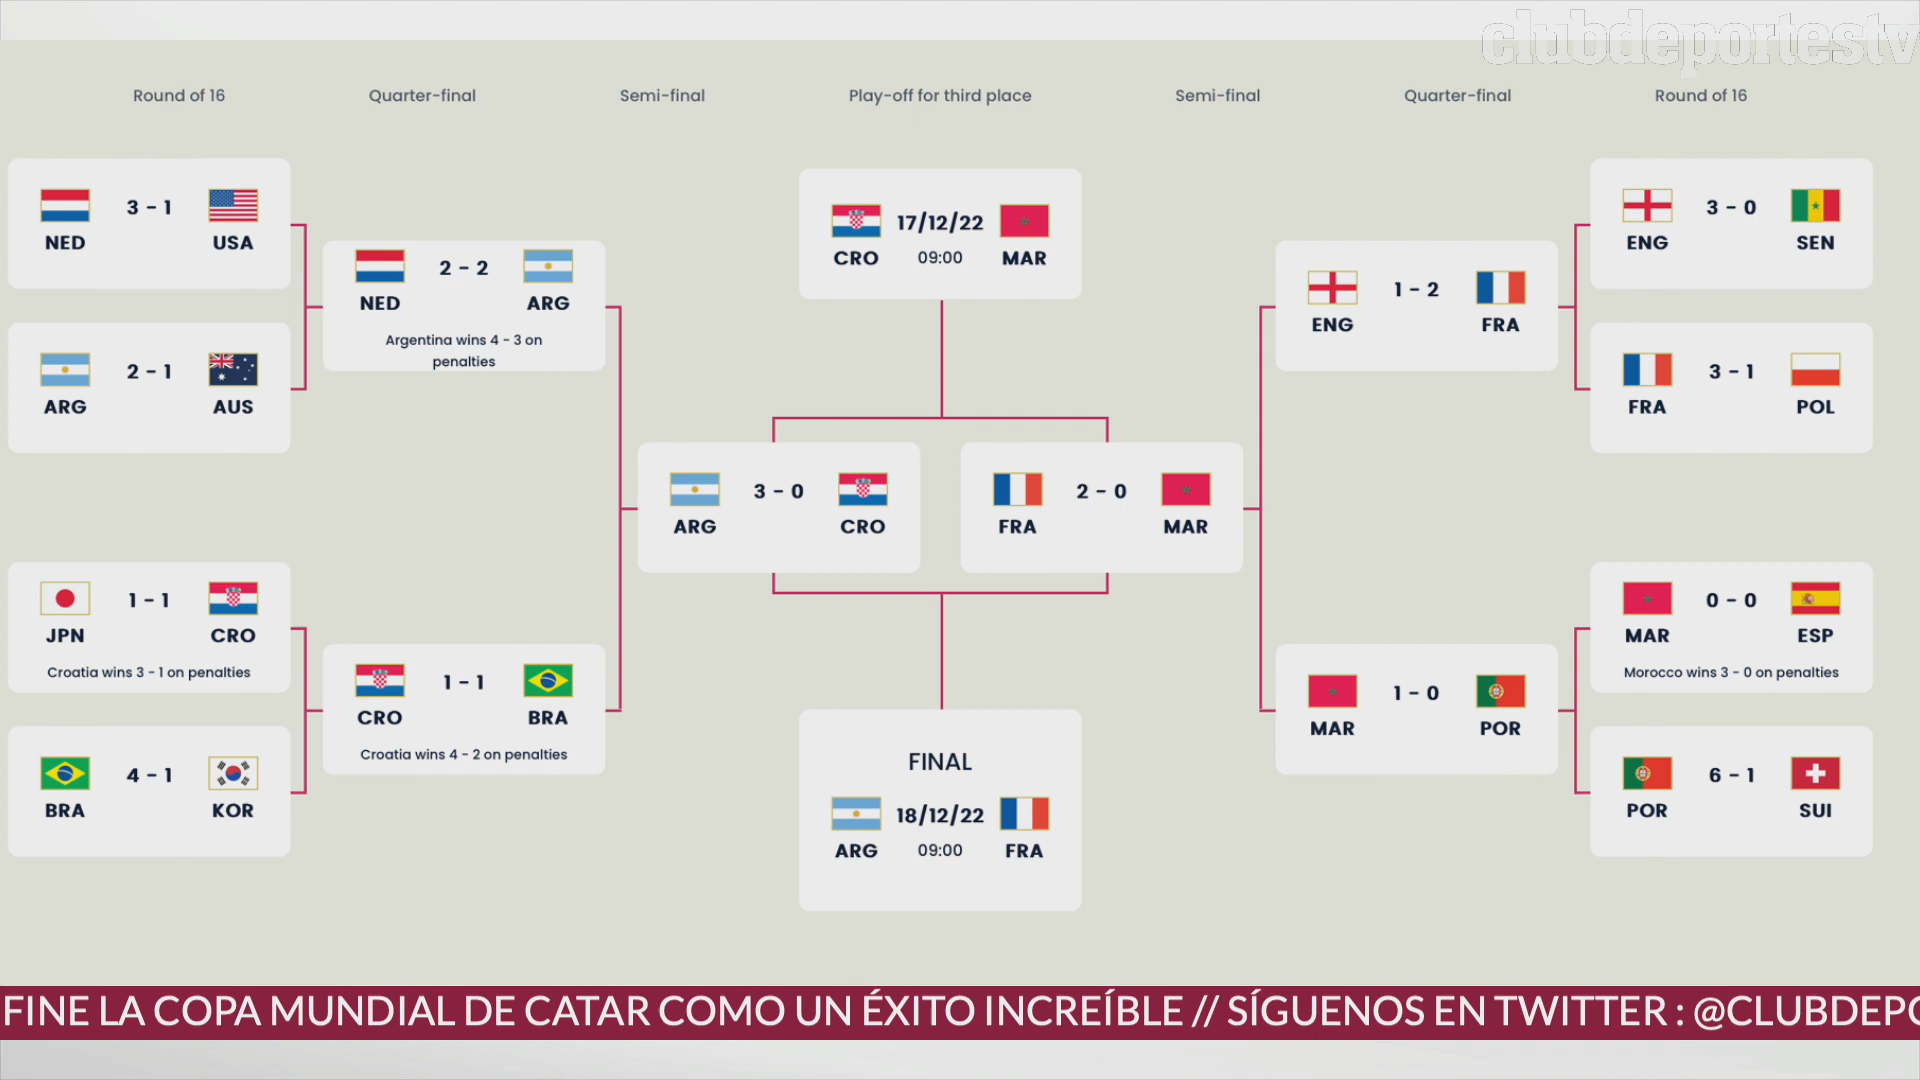 clubdeportestv
Round of 16
Quarter-final
Semi-final
Play-off for third place
Semi-final
Quarter-final
Round of 16
3 - 1
NED USA
2 - 1
ARG AUS
1 - 1
JPN CRO
Croatia wins 3 - 1 on penalties
4 - 1
BRA KOR
2 - 2
NED ARG
Argentina wins 4 - 3 on
penalties
1 - 1
CRO BRA
Croatia wins 4 - 2 on penalties
3 - 0
ARG CRO
17/12/22
CRO 09:00 MAR
FINAL
18/12/22
ARG 09:00 FRA
2 - 0
FRA MAR
1 - 2
ENG FRA
1 - 0
MAR POR
3 - 0
ENG SEN
3 - 1
FRA POL
0 - 0
MAR ESP
Morocco wins 3 - 0 on penalties
6 - 1
POR SUI
FINE LA COPA MUNDIAL DE CATAR COMO UN ÉXITO INCREÍBLE // SÍGUENOS EN TWITTER : @CLUBDEPO